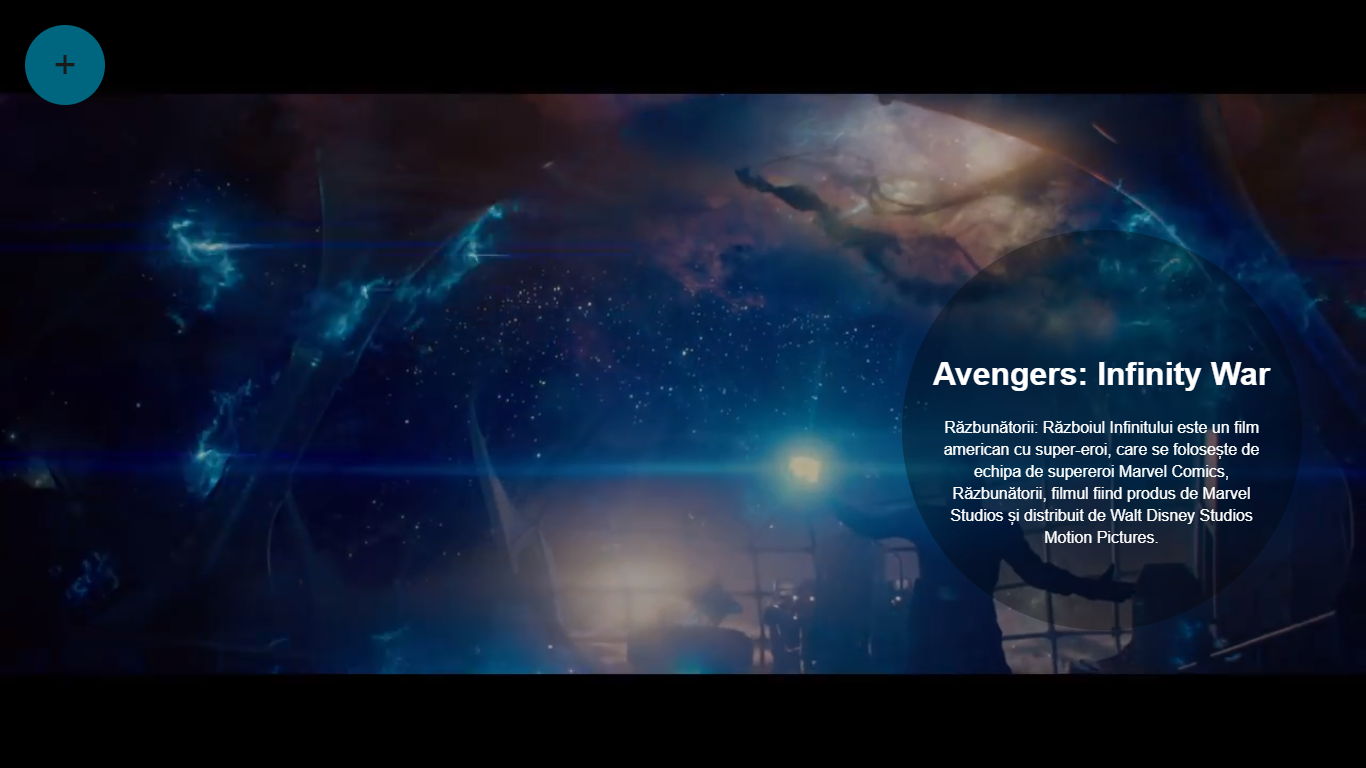 +
Avengers: Infinity War
Răzbunătorii: Războiul Infinitului este un film
american cu super-eroi, care se folosește de
echipa de supereroi Marvel Comics,
Răzbunătorii, filmul fiind produs de Marvel
Studios și distribuit de Walt Disney Studios
Motion Pictures.